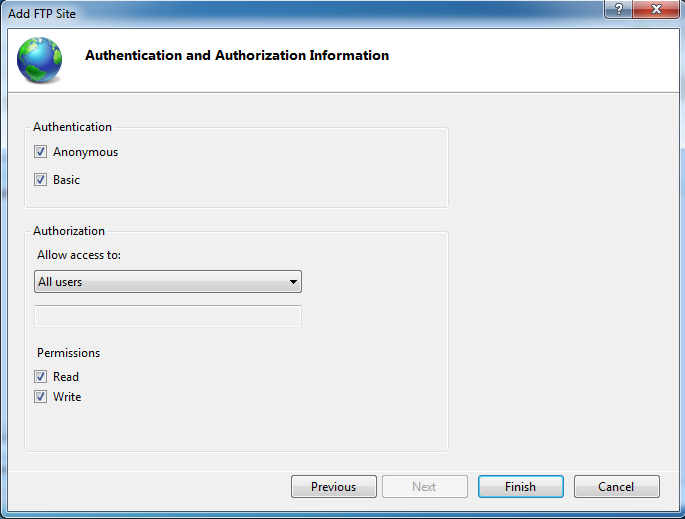 Add FTP Site
?
Authentication and Authorization Information
Authentication
Anonymous
Basic
Authorization
Allow access to:
All users
Permissions
Read
Write
Previous
Next
Finish
Cancel